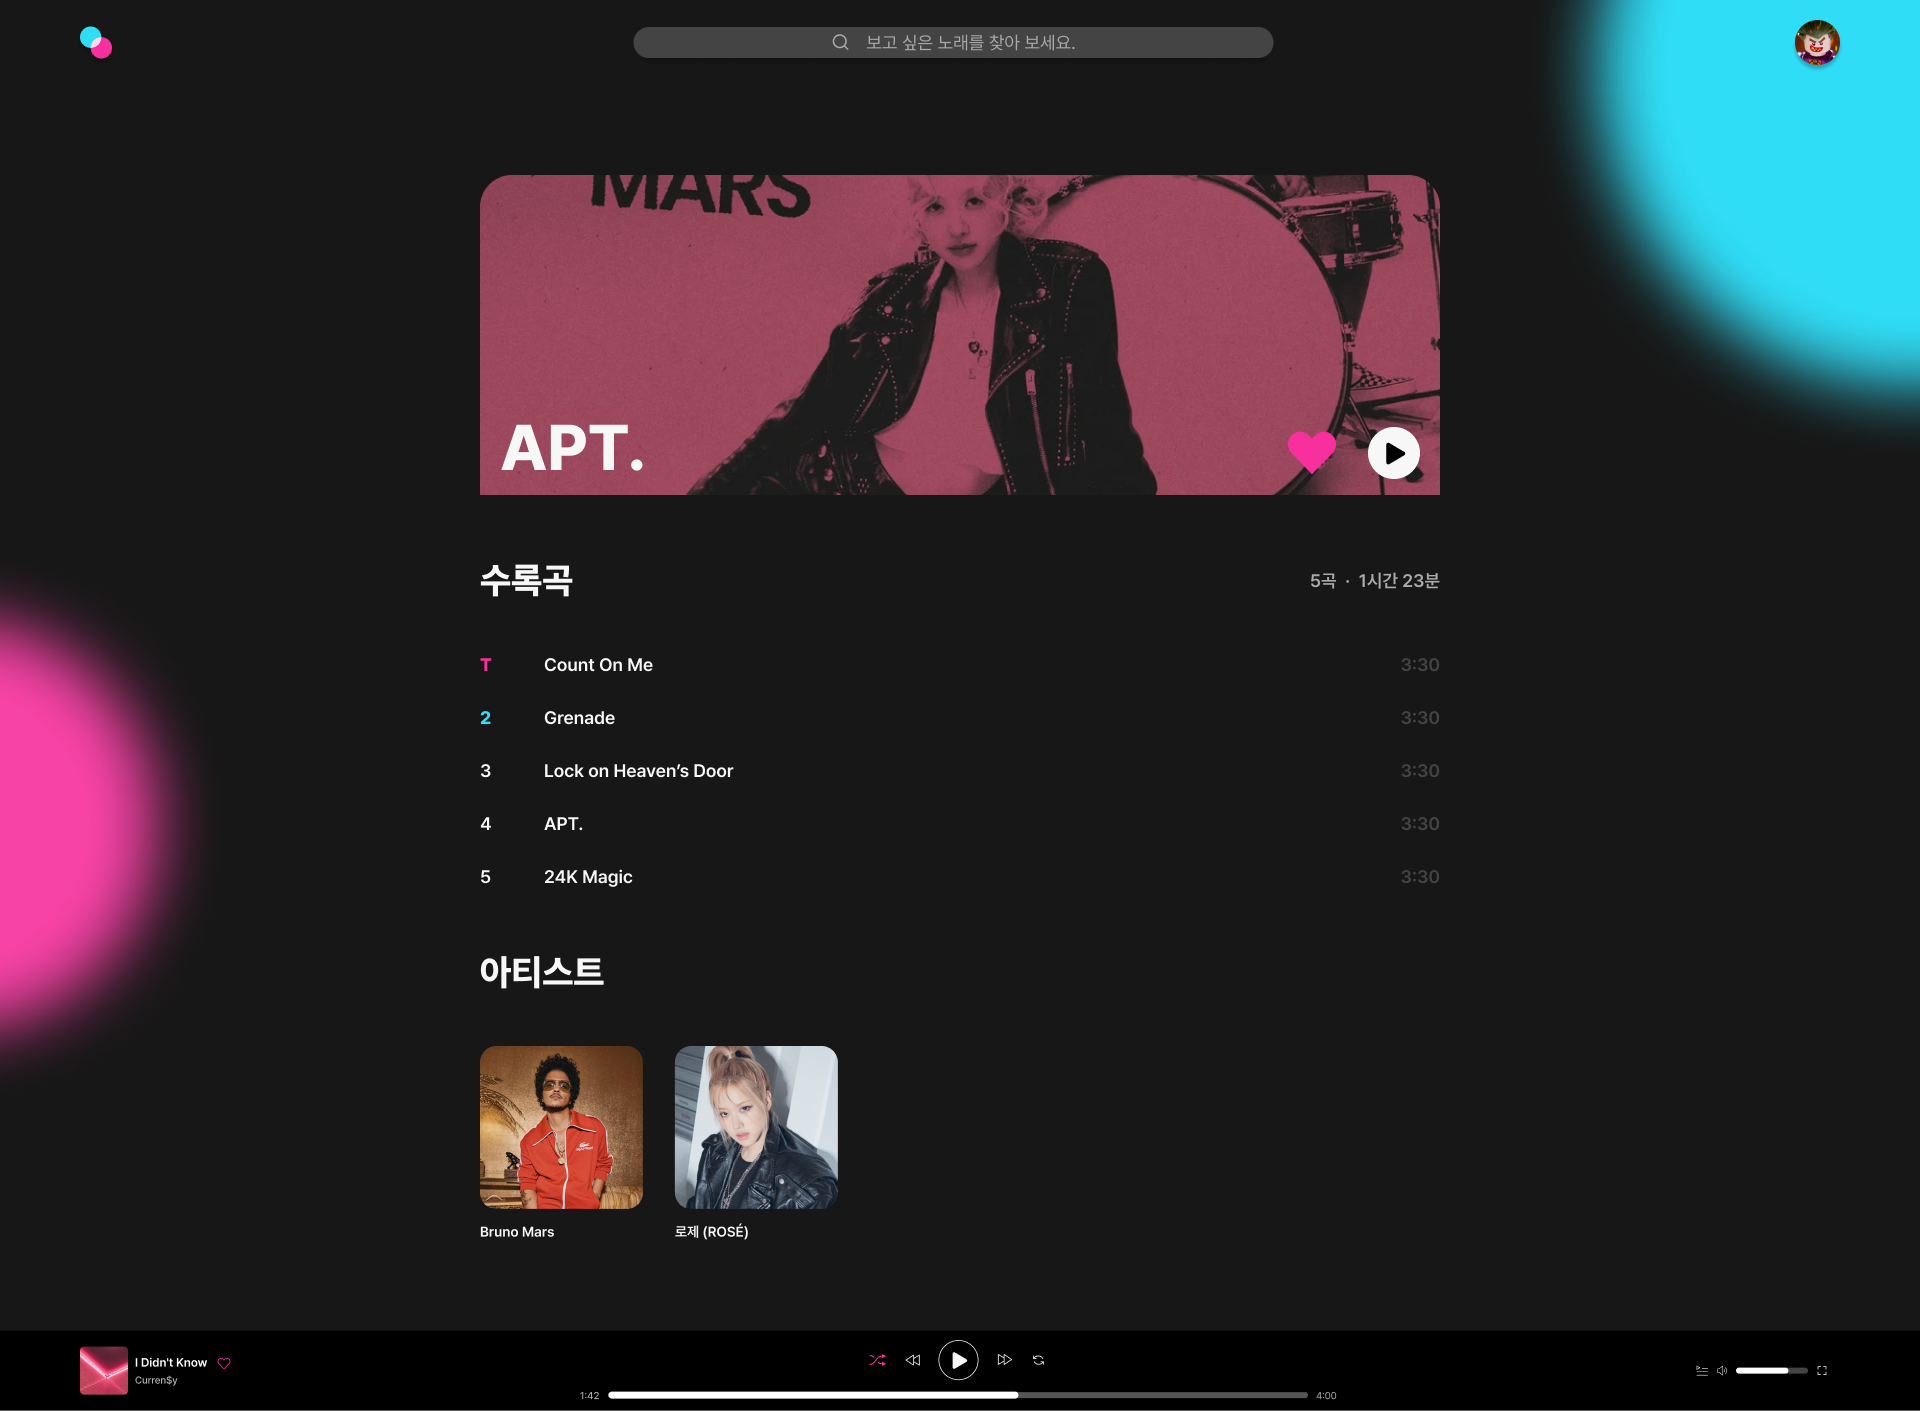 보고 싶은 노래를 찾아 보세요.
MARS
APT.
수록곡
5곡 · 1시간 23분
T Count On Me 3:30
2 Grenade 3:30
3 Lock on Heaven’s Door 3:30
4 APT. 3:30
5 24K Magic 3:30
아티스트
Bruno Mars
로제 (ROSÉ)
I Didn't Know
Curren$y
1:42
4:00